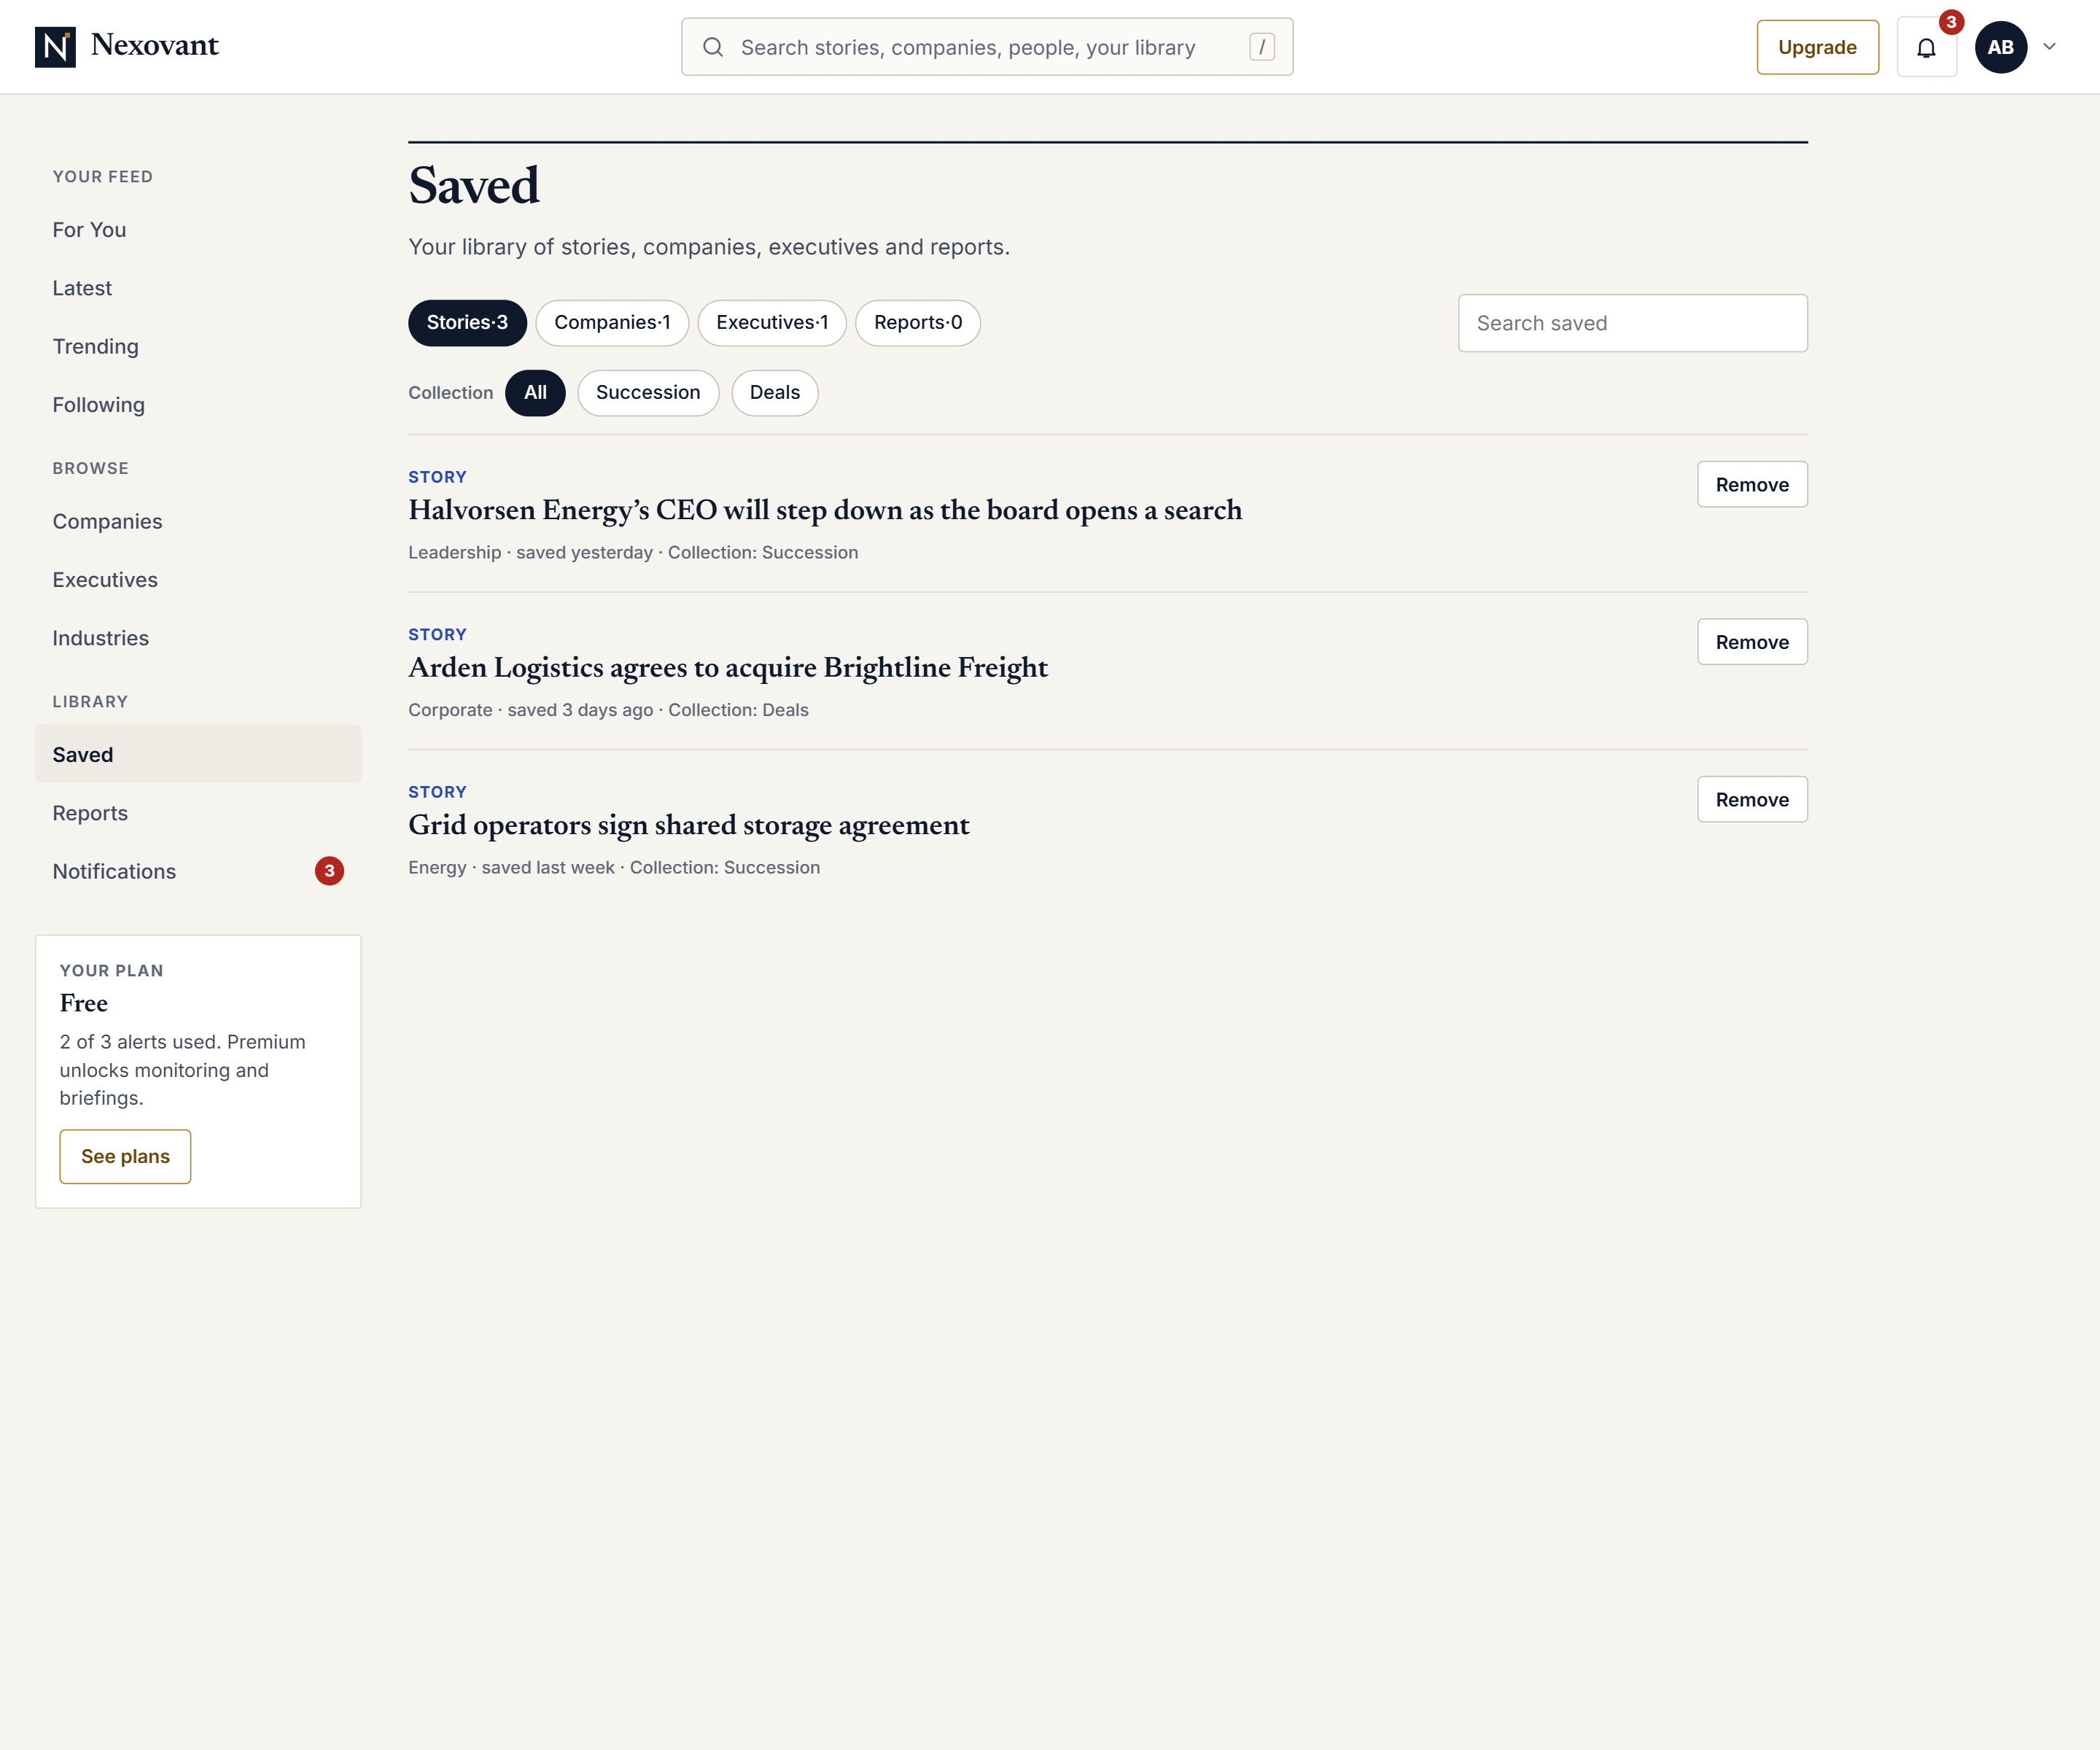 Nexovant
Search stories, companies, people, your library
/
Upgrade
3
AB
YOUR FEED
For You
Latest
Trending
Following
BROWSE
Companies
Executives
Industries
LIBRARY
Saved
Reports
Notifications
3
YOUR PLAN
Free
2 of 3 alerts used. Premium
unlocks monitoring and
briefings.
See plans
Saved
Your library of stories, companies, executives and reports.
Stories·3
Companies·1
Executives·1
Reports·0
Search saved
Collection
All
Succession
Deals
STORY
Halvorsen Energy’s CEO will step down as the board opens a search
Leadership · saved yesterday · Collection: Succession
Remove
STORY
Arden Logistics agrees to acquire Brightline Freight
Corporate · saved 3 days ago · Collection: Deals
Remove
STORY
Grid operators sign shared storage agreement
Energy · saved last week · Collection: Succession
Remove